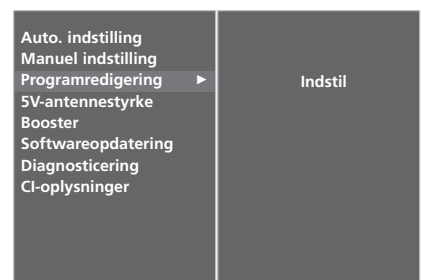 Auto. indstilling
Manuel indstilling
Programredigering ►
Indstil
5V-antennestyrke
Booster
Softwareopdatering
Diagnosticering
CI-oplysninger